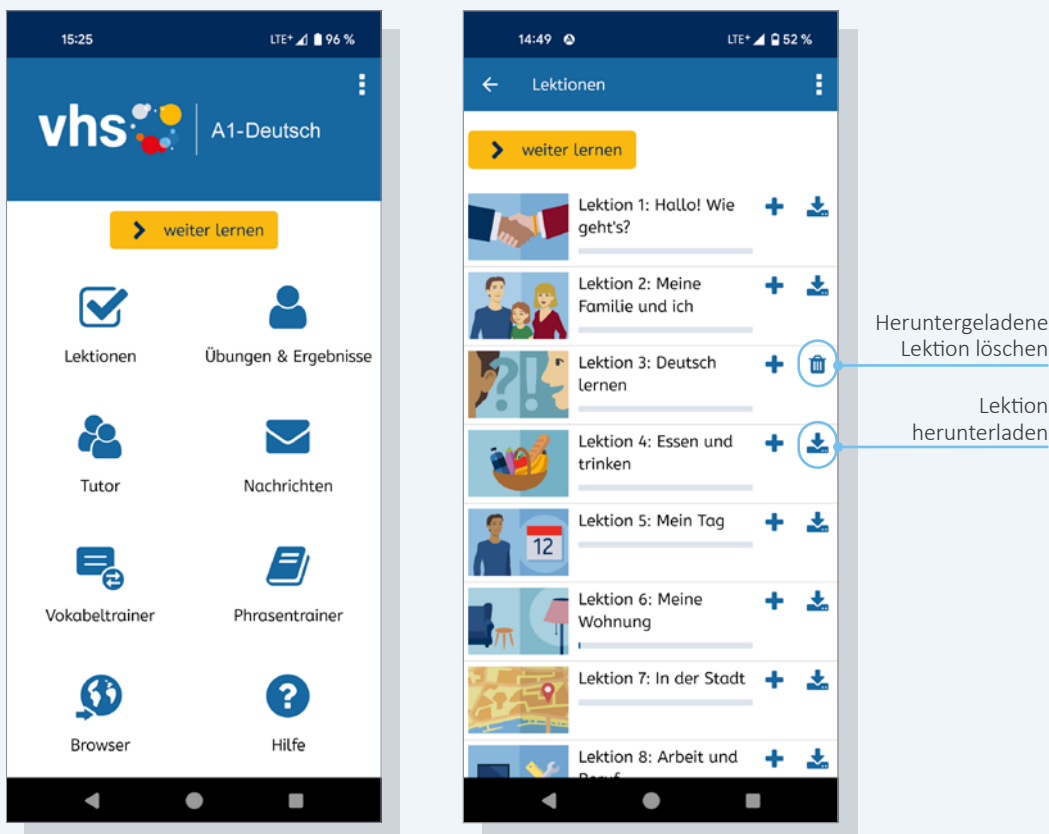 15:25 LTE+ 96 %
vhs A1-Deutsch
weiter lernen
Lektionen
Übungen & Ergebnisse
Tutor
Nachrichten
Vokabeltrainer
Phrasentrainer
Browser
Hilfe
14:49 LTE+ 52 %
Lektionen
weiter lernen
Lektion 1: Hallo! Wie
geht's?
Lektion 2: Meine
Familie und ich
Lektion 3: Deutsch
lernen
Lektion 4: Essen und
trinken
12
Lektion 5: Mein Tag
Lektion 6: Meine
Wohnung
Lektion 7: In der Stadt
Lektion 8: Arbeit und
Heruntergeladene
Lektion löschen
Lektion
herunterladen